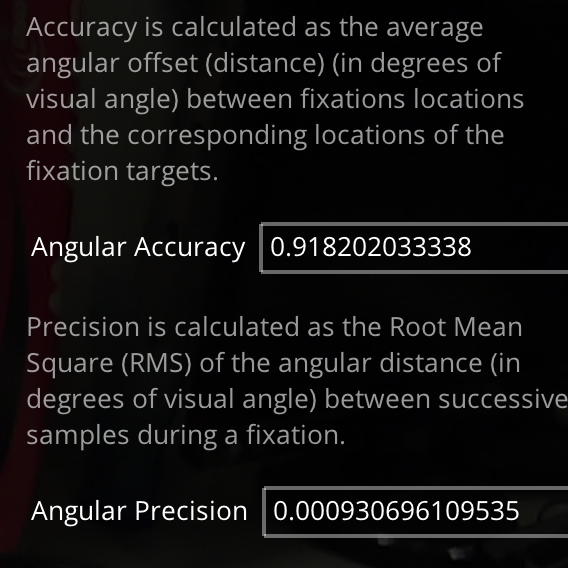 Accuracy is calculated as the average
angular offset (distance) (in degrees of
visual angle) between fixations locations
and the corresponding locations of the
fixation targets.
Angular Accuracy 0.918202033338
Precision is calculated as the Root Mean
Square (RMS) of the angular distance (in
degrees of visual angle) between successive
samples during a fixation.
Angular Precision 0.000930696109535